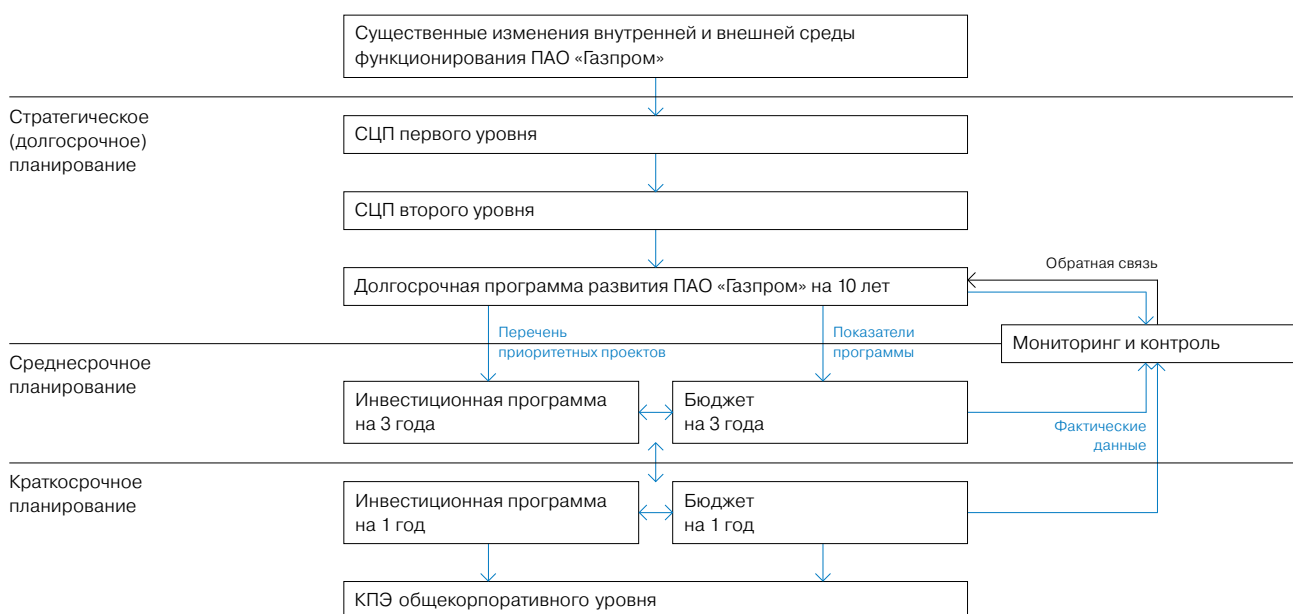 Существенные изменения внутренней и внешней среды
функционирования ПАО «Газпром»
Стратегическое
(долгосрочное)
планирование
СЦП первого уровня
СЦП второго уровня
Обратная связь
Долгосрочная программа развития ПАО «Газпром» на 10 лет
Перечень
приоритетных проектов
Показатели
программы
Мониторинг и контроль
Среднесрочное
планирование
Инвестиционная программа
на 3 года
Бюджет
на 3 года
Фактические
данные
Краткосрочное
планирование
Инвестиционная программа
на 1 год
Бюджет
на 1 год
КПЭ общекорпоративного уровня